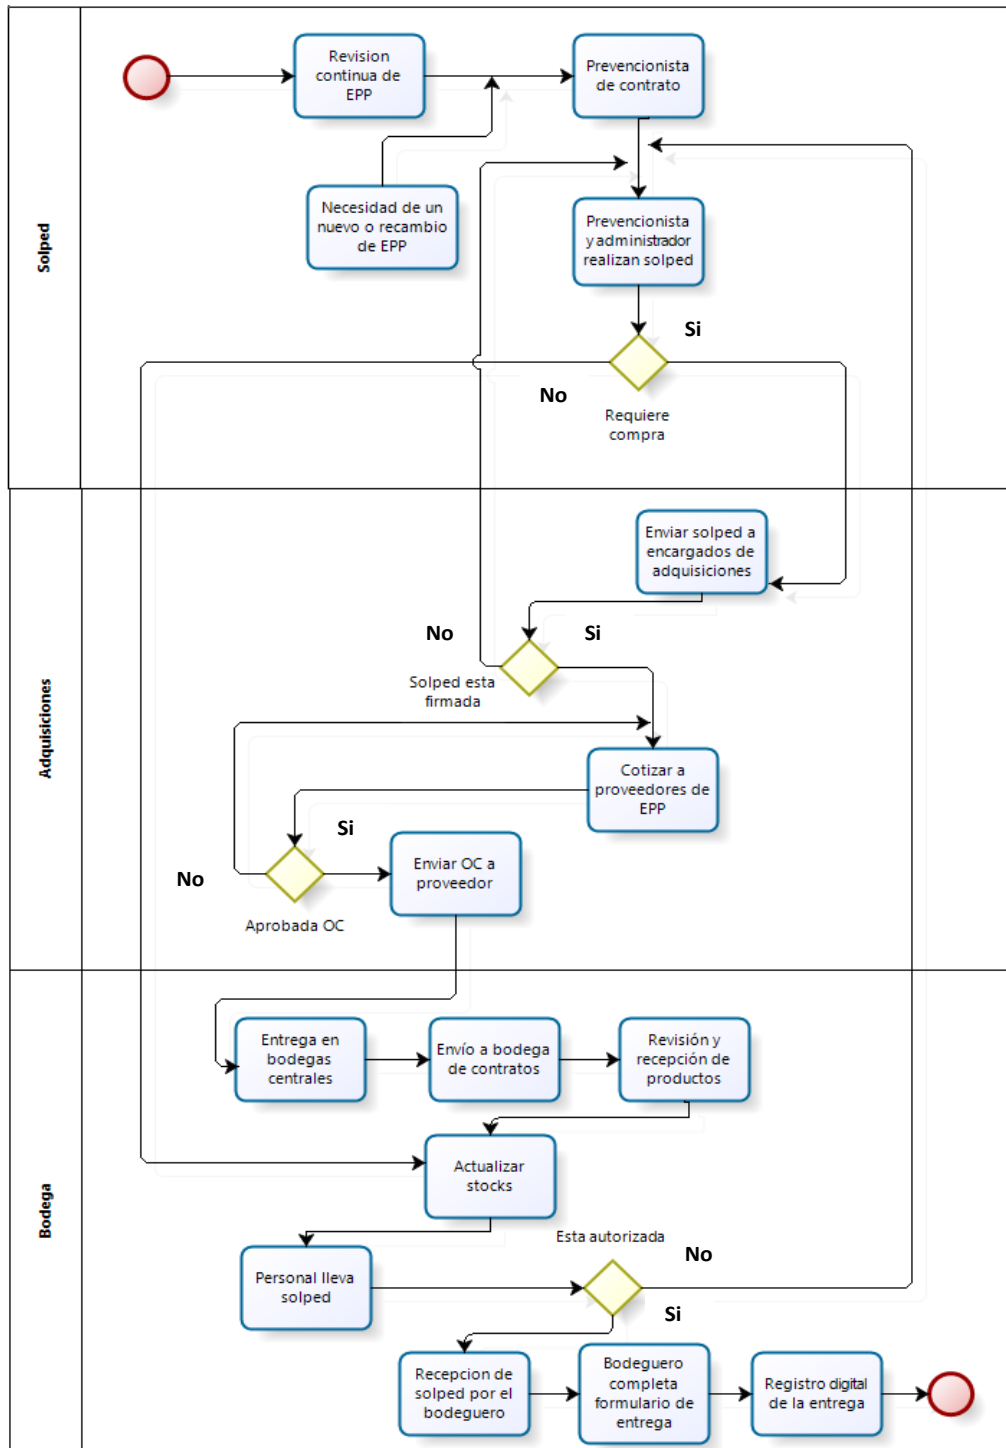 Solped
Revision
continua de
EPP
Prevencionista
de contrato
Necesidad de un
nuevo o recambio
de EPP
Prevencionista
y administrador
realizan solped
Si
No
Requiere
compra
Adquisiciones
Enviar solped a
encargados de
adquisiciones
No
Si
Solped esta
firmada
Cotizar a
proveedores de
EPP
Si
No
Enviar OC a
proveedor
Aprobada OC
Bodega
Entrega en
bodegas
centrales
Envío a bodega
de contratos
Revisión y
recepción de
productos
Actualizar
stocks
Esta autorizada
No
Personal lleva
solped
Si
Recepcion de
solped por el
bodeguero
Bodeguero
completa
formulario de
entrega
Registro digital
de la entrega